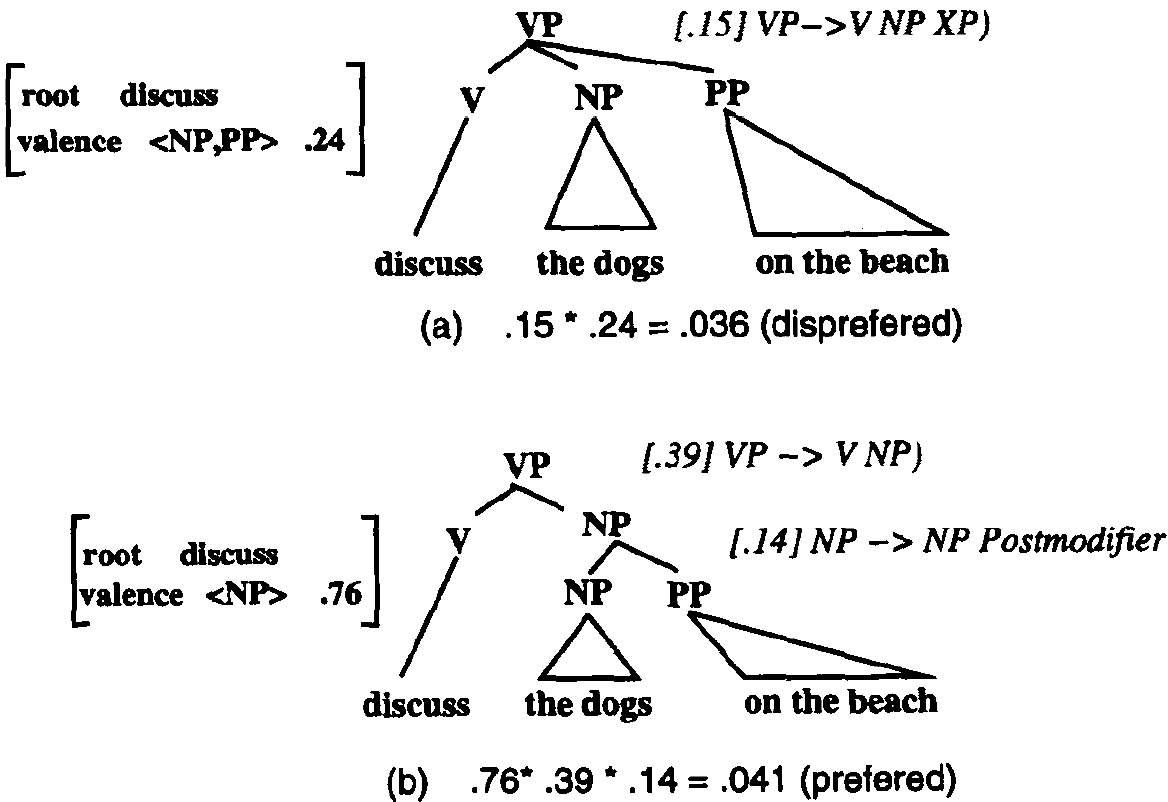 VP [.15] VP–>V NP XP)
root discuss
valence <NP,PP> .24
V NP PP
discuss the dogs on the beach
(a) .15 * .24 = .036 (disprefered)
VP [.39] VP –> V NP)
V NP [.14] NP –> NP Postmodifier
root discuss
valence <NP> .76
NP PP
discuss the dogs on the beach
(b) .76* .39 * .14 = .041 (prefered)